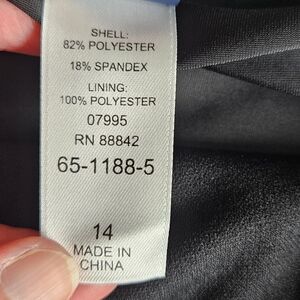 SHELL:
82% POLYESTER
18% SPANDEX
LINING:
100% POLYESTER
07995
RN 88842
65-1188-5
14
MADE IN
CHINA